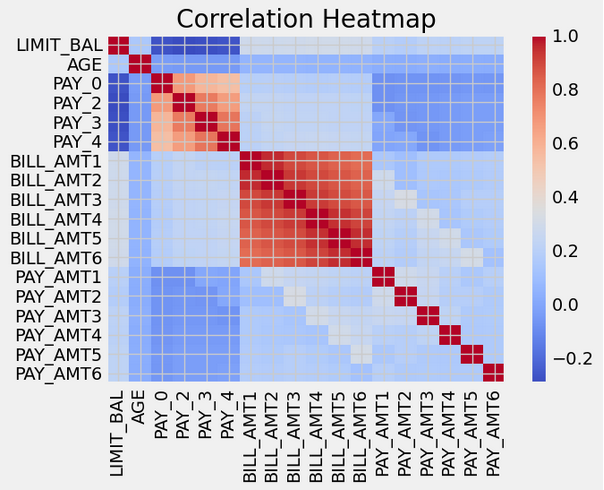 Correlation Heatmap
LIMIT_BAL
AGE
PAY_0
PAY_2
PAY_3
PAY_4
BILL_AMT1
BILL_AMT2
BILL_AMT3
BILL_AMT4
BILL_AMT5
BILL_AMT6
PAY_AMT1
PAY_AMT2
PAY_AMT3
PAY_AMT4
PAY_AMT5
PAY_AMT6
LIMIT_BAL
AGE
PAY_0
PAY_2
PAY_3
PAY_4
BILL_AMT1
BILL_AMT2
BILL_AMT3
BILL_AMT4
BILL_AMT5
BILL_AMT6
PAY_AMT1
PAY_AMT2
PAY_AMT3
PAY_AMT4
PAY_AMT5
PAY_AMT6
1.0
0.8
0.6
0.4
0.2
0.0
−0.2